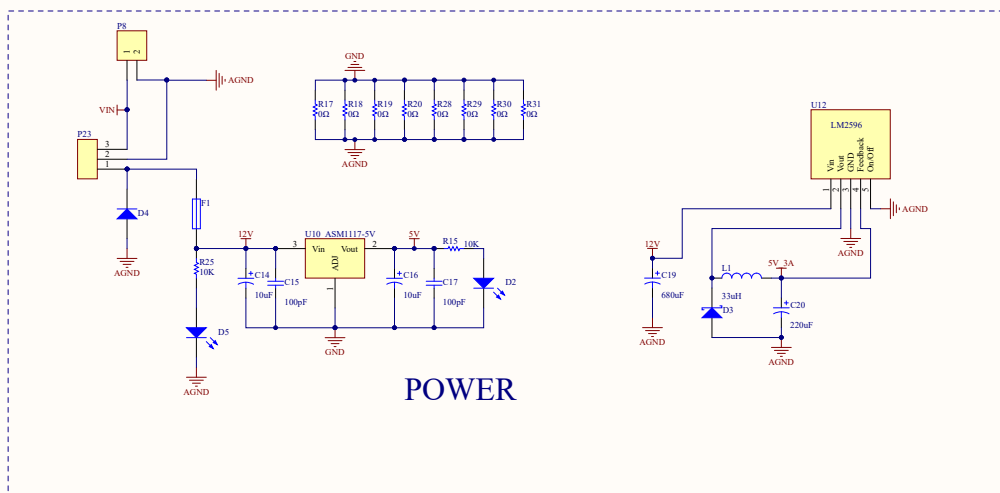 P8
1 2
AGND
VIN
P23
3
2
1
D4
AGND
F1
R25
10K
D5
AGND
GND
R17
0Ω
R18
0Ω
R19
0Ω
R20
0Ω
R28
0Ω
R29
0Ω
R30
0Ω
R31
0Ω
AGND
12V
C14
10uF
C15
100pF
U10 ASM1117-5V
3
Vin Vout
2
ADJ
1
GND
5V
C16
10uF
C17
100pF
R15 10K
D2
POWER
U12
LM2596
Vin
Vout
GND
Feedback
On/Off
1
2
3
4
5
AGND
AGND
12V
C19
680uF
AGND
L1
33uH
D3
5V_3A
C20
220uF
AGND